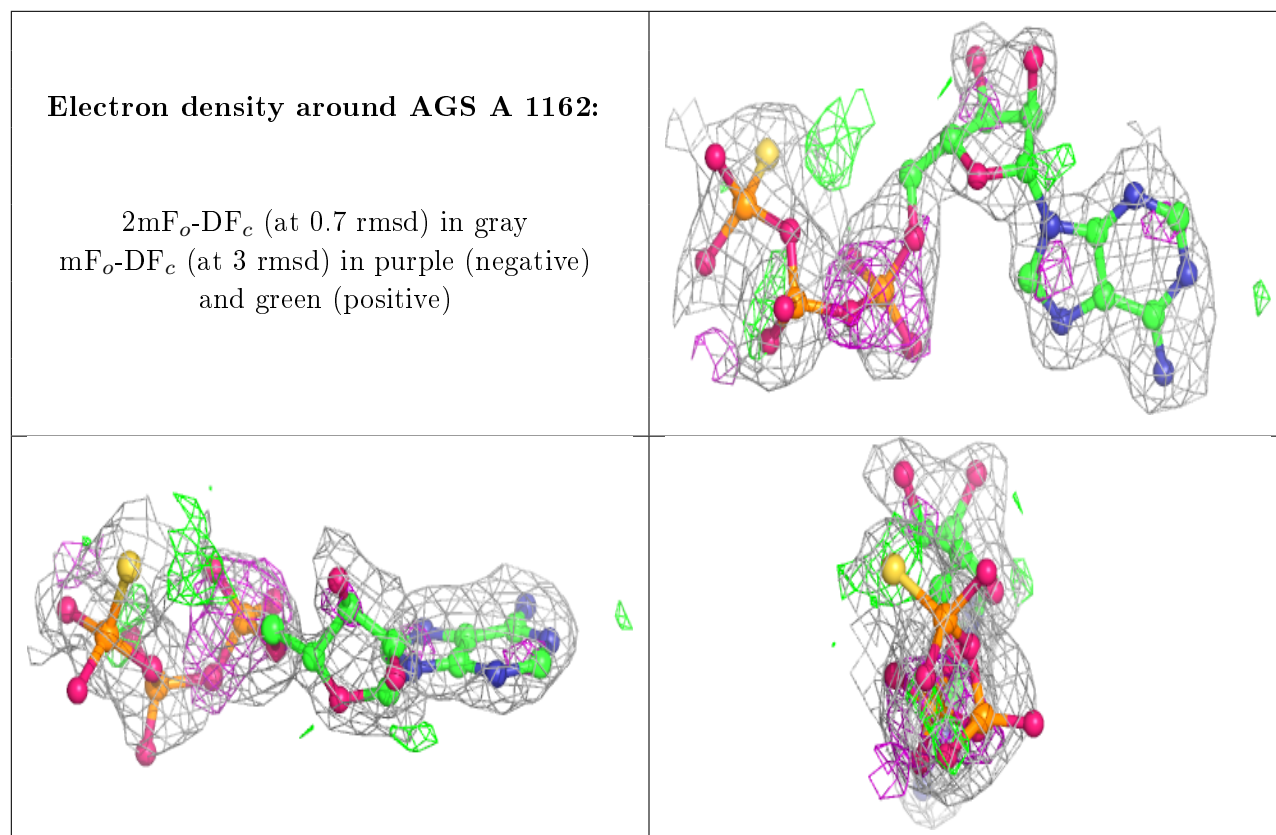 Electron density around AGS A 1162:
2mFo-DFc (at 0.7 rmsd) in gray
mFo-DFc (at 3 rmsd) in purple (negative)
and green (positive)